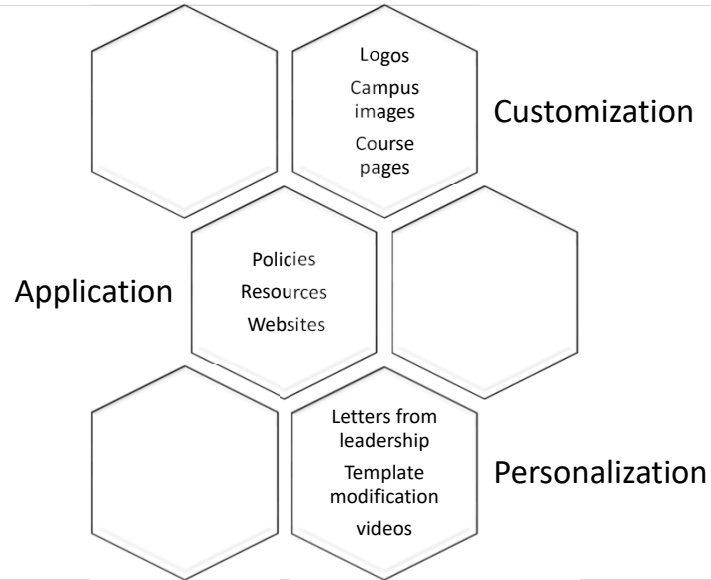 Logos
Campus
images
Course
pages
Customization
Application
Policies
Resources
Websites
Letters from
leadership
Template
modification
videos
Personalization